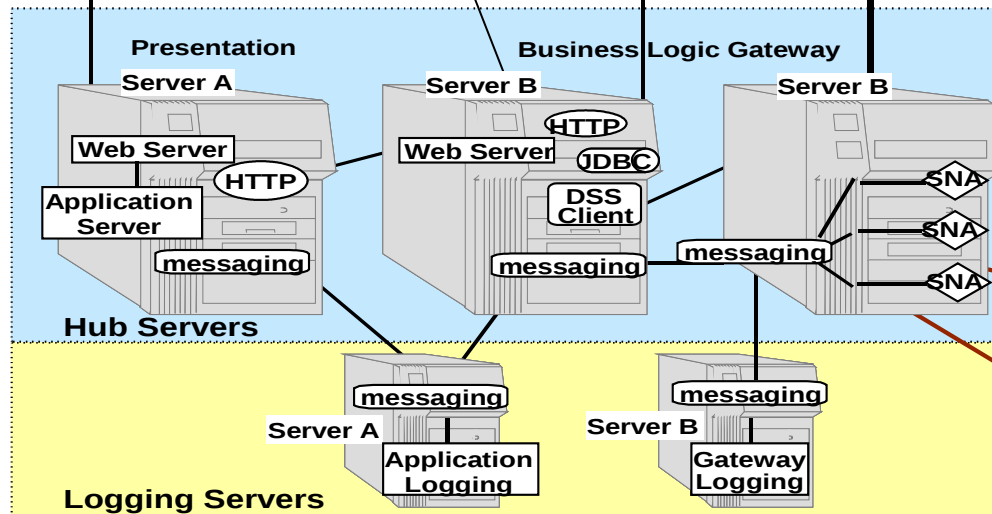 Presentation
Business Logic Gateway
Server A
Server B
Server B
Web Server
HTTP
Application
Server
messaging
HTTP
Web Server
JDBC
DSS
Client
messaging
messaging
SNA
SNA
SNA
Hub Servers
messaging
Server A
Application
Logging
messaging
Server B
Gateway
Logging
Logging Servers